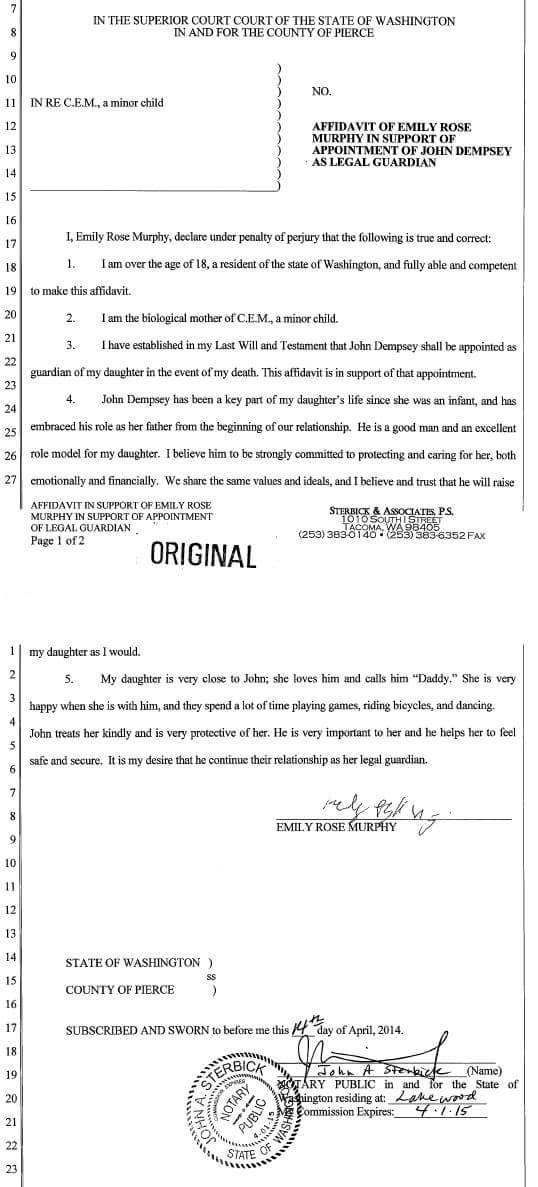 7
8
9
10
11
12
13
14
15
16
17
18
19
20
21
22
23
24
25
26
27
IN THE SUPERIOR COURT COURT OF THE STATE OF WASHINGTON
IN AND FOR THE COUNTY OF PIERCE
IN RE C.E.M., a minor child
)
)
)
)
)
)
)
)
)
NO.
AFFIDAVIT OF EMILY ROSE
MURPHY IN SUPPORT OF
APPOINTMENT OF JOHN DEMPSEY
AS LEGAL GUARDIAN
I, Emily Rose Murphy, declare under penalty of perjury that the following is true and correct:
1. I am over the age of 18, a resident of the state of Washington, and fully able and competent
to make this affidavit.
2. I am the biological mother of C.E.M., a minor child.
3. I have established in my Last Will and Testament that John Dempsey shall be appointed as
guardian of my daughter in the event of my death. This affidavit is in support of that appointment.
4. John Dempsey has been a key part of my daughter's life since she was an infant, and has
embraced his role as her father from the beginning of our relationship. He is a good man and an excellent
role model for my daughter. I believe him to be strongly committed to protecting and caring for her, both
emotionally and financially. We share the same values and ideals, and I believe and trust that he will raise
AFFIDAVIT IN SUPPORT OF EMILY ROSE
MURPHY IN SUPPORT OF APPOINTMENT
OF LEGAL GUARDIAN
Page 1 of 2
ORIGINAL
STERBICK & ASSOCIATES, P.S.
1010 SOUTH I STREET
TACOMA, WA 98405
(253) 383-0140 • (253) 383-6352 FAX
1
2
3
4
5
6
7
8
9
10
11
12
13
14
15
16
17
18
19
20
21
22
23
my daughter as I would.
5. My daughter is very close to John; she loves him and calls him “Daddy.” She is very
happy when she is with him, and they spend a lot of time playing games, riding bicycles, and dancing.
John treats her kindly and is very protective of her. He is very important to her and he helps her to feel
safe and secure. It is my desire that he continue their relationship as her legal guardian.
EMILY ROSE MURPHY
STATE OF WASHINGTON )
ss
COUNTY OF PIERCE )
SUBSCRIBED AND SWORN to before me this 14th day of April, 2014.
John A Sterbick (Name)
NOTARY PUBLIC in and for the State of
Washington residing at: Lakewood
My Commission Expires: 4.1.15
JOHN A. STERBICK
COMMISSION EXPIRES
NOTARY
PUBLIC
4-01-15
STATE OF WASHINGTON